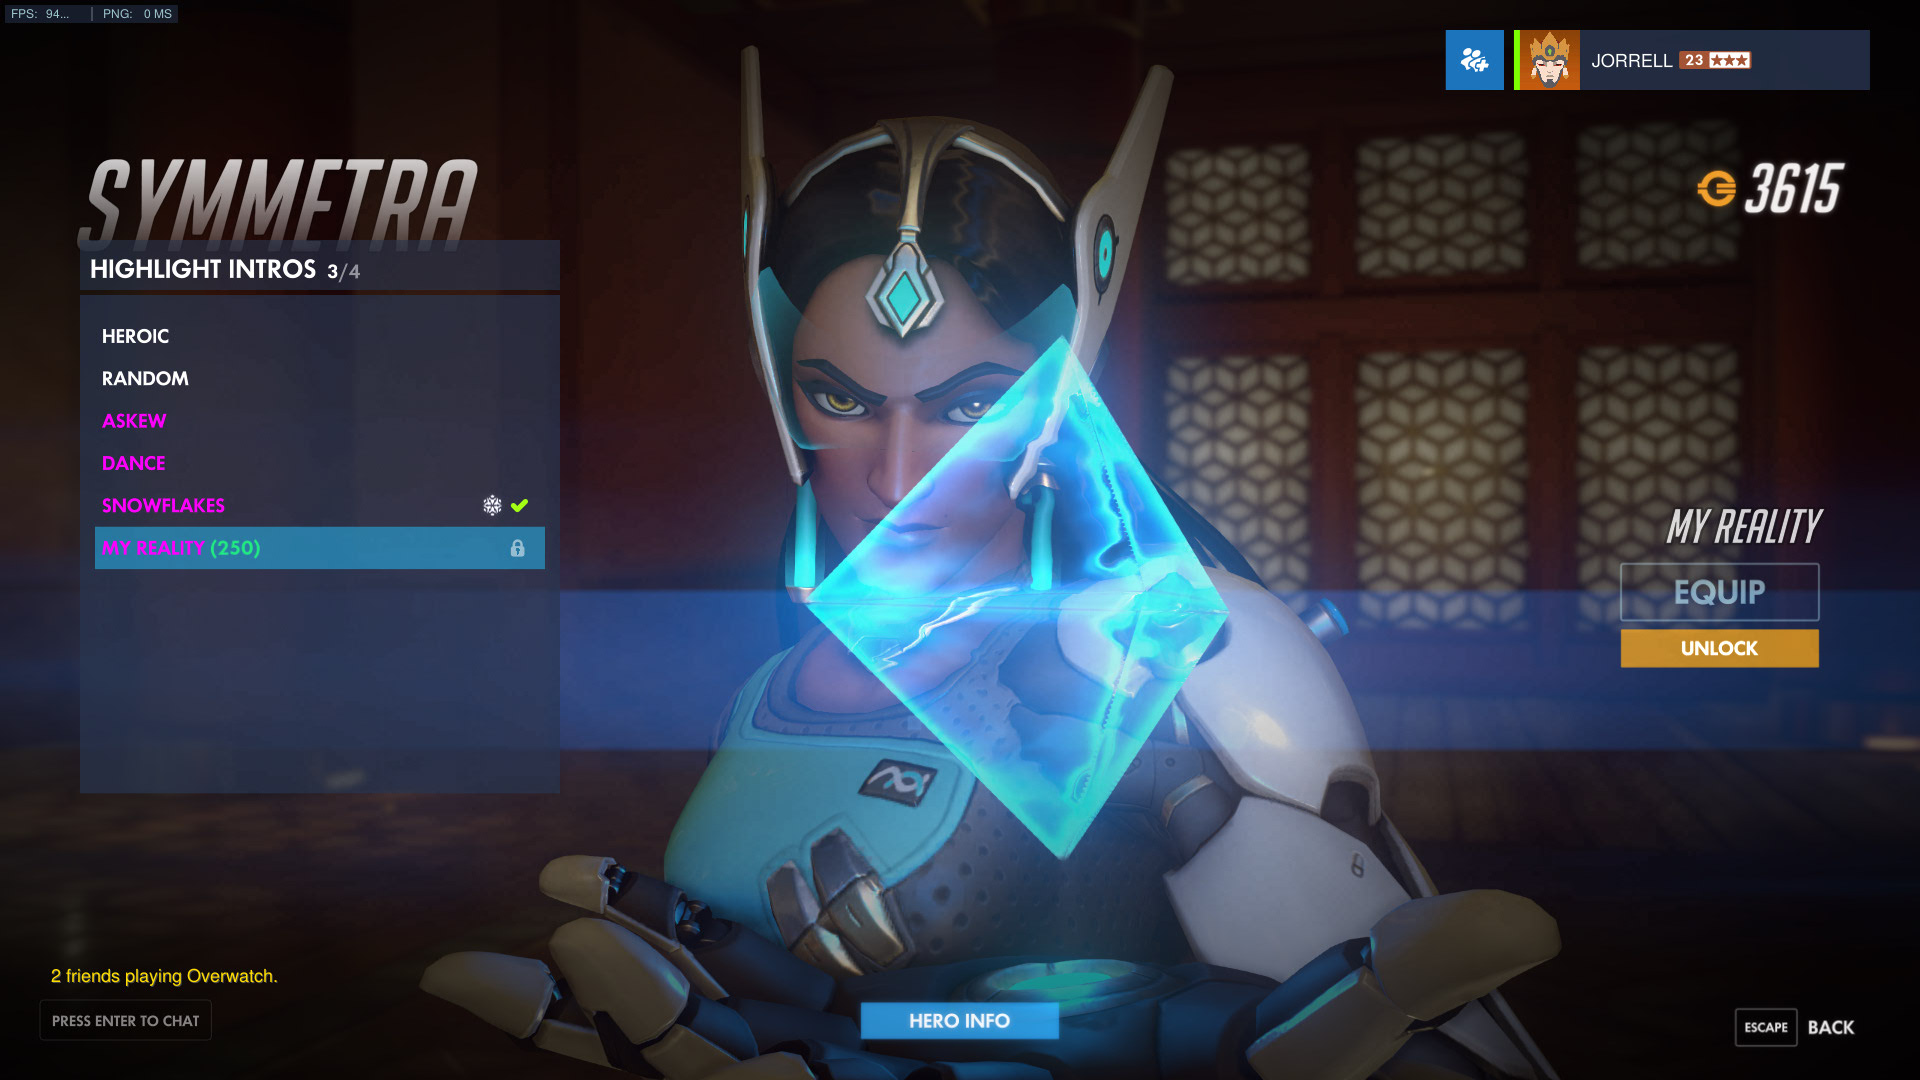 FPS: 94... | PNG: 0 MS
JORRELL 23
SYMMETRA
3615
HIGHLIGHT INTROS 3/4
HEROIC
RANDOM
ASKEW
DANCE
SNOWFLAKES
MY REALITY (250)
MY REALITY
EQUIP
UNLOCK
2 friends playing Overwatch.
PRESS ENTER TO CHAT
HERO INFO
ESCAPE BACK